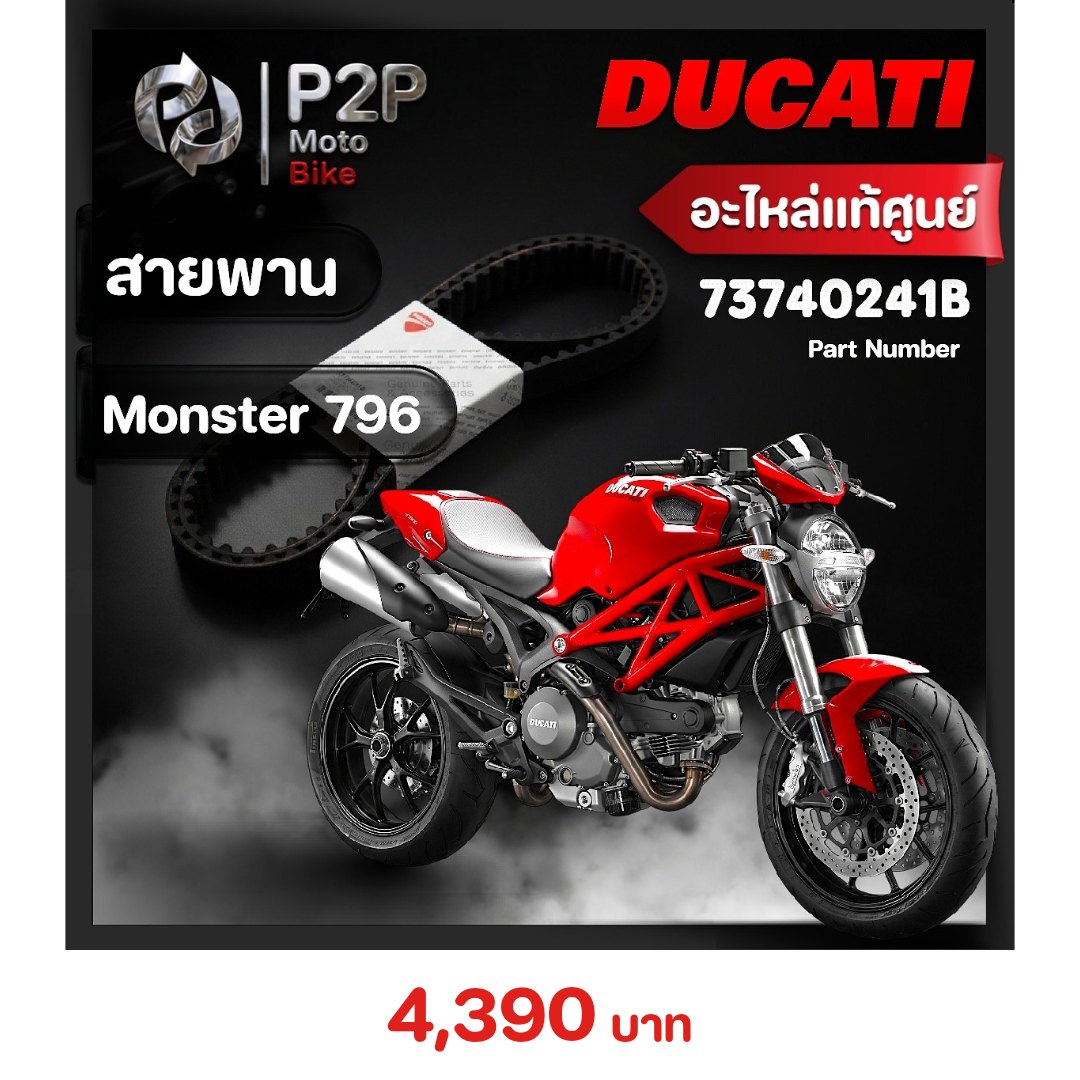 P2P
Moto
Bike
DUCATI
อะไหล่แท้ศูนย์
สายพาน
73740241B
Part Number
Monster 796
DUCATI
DUCATI
4,390 บาท